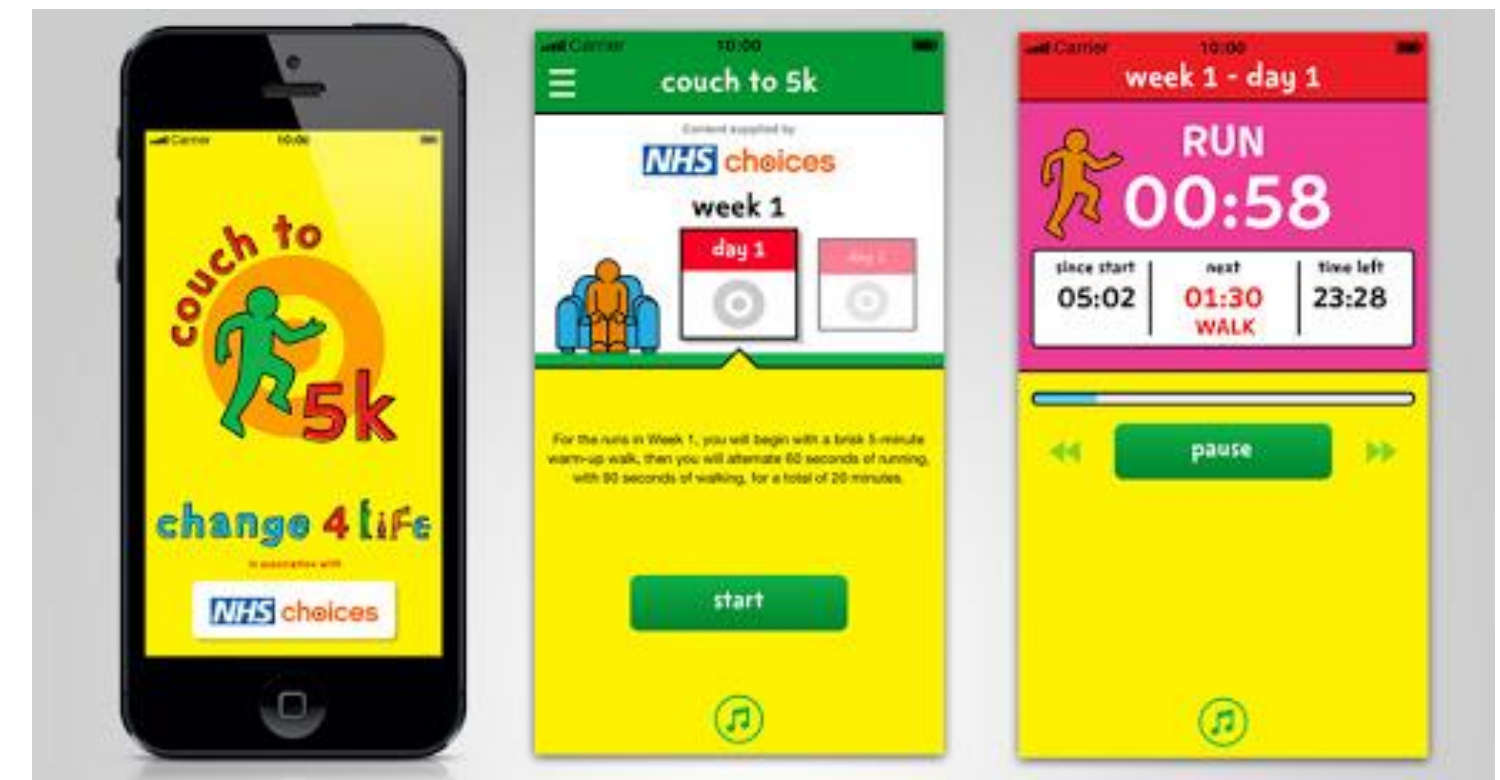 Carrier 10:00
couch to
5k
change 4 life
in association with
NHS choices
Carrier 10:00
couch to 5k
Content supplied by
NHS choices
week 1
day 1
For the runs in Week 1, you will begin with a brisk 5-minute
warm-up walk, then you will alternate 60 seconds of running,
with 90 seconds of walking, for a total of 20 minutes.
start
Carrier 10:00
week 1 - day 1
RUN
00:58
since start next time left
05:02 01:30 23:28
WALK
pause